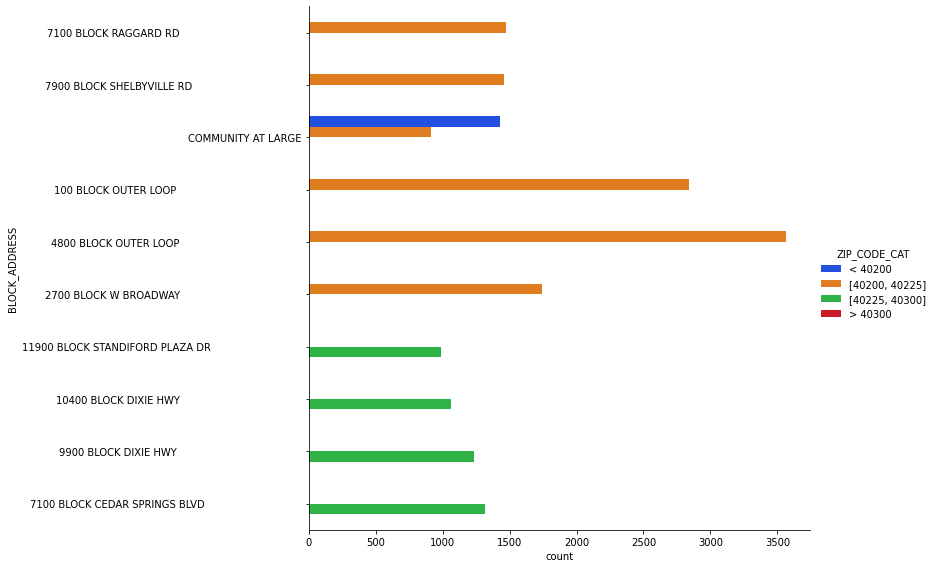 7100 BLOCK RAGGARD RD
7900 BLOCK SHELBYVILLE RD
COMMUNITY AT LARGE
100 BLOCK OUTER LOOP
4800 BLOCK OUTER LOOP
2700 BLOCK W BROADWAY
11900 BLOCK STANDIFORD PLAZA DR
10400 BLOCK DIXIE HWY
9900 BLOCK DIXIE HWY
7100 BLOCK CEDAR SPRINGS BLVD
BLOCK_ADDRESS
0 500 1000 1500 2000 2500 3000 3500
count
ZIP_CODE_CAT
< 40200
[40200, 40225]
[40225, 40300]
> 40300